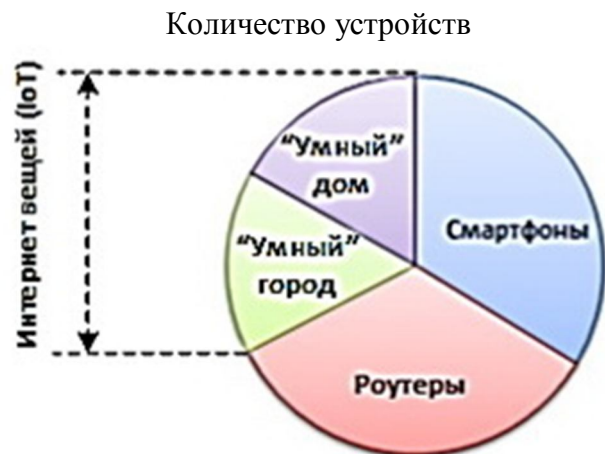 Количество устройств
Интернет вещей (IoT)
“Умный”
дом
Смартфоны
“Умный”
город
Роутеры